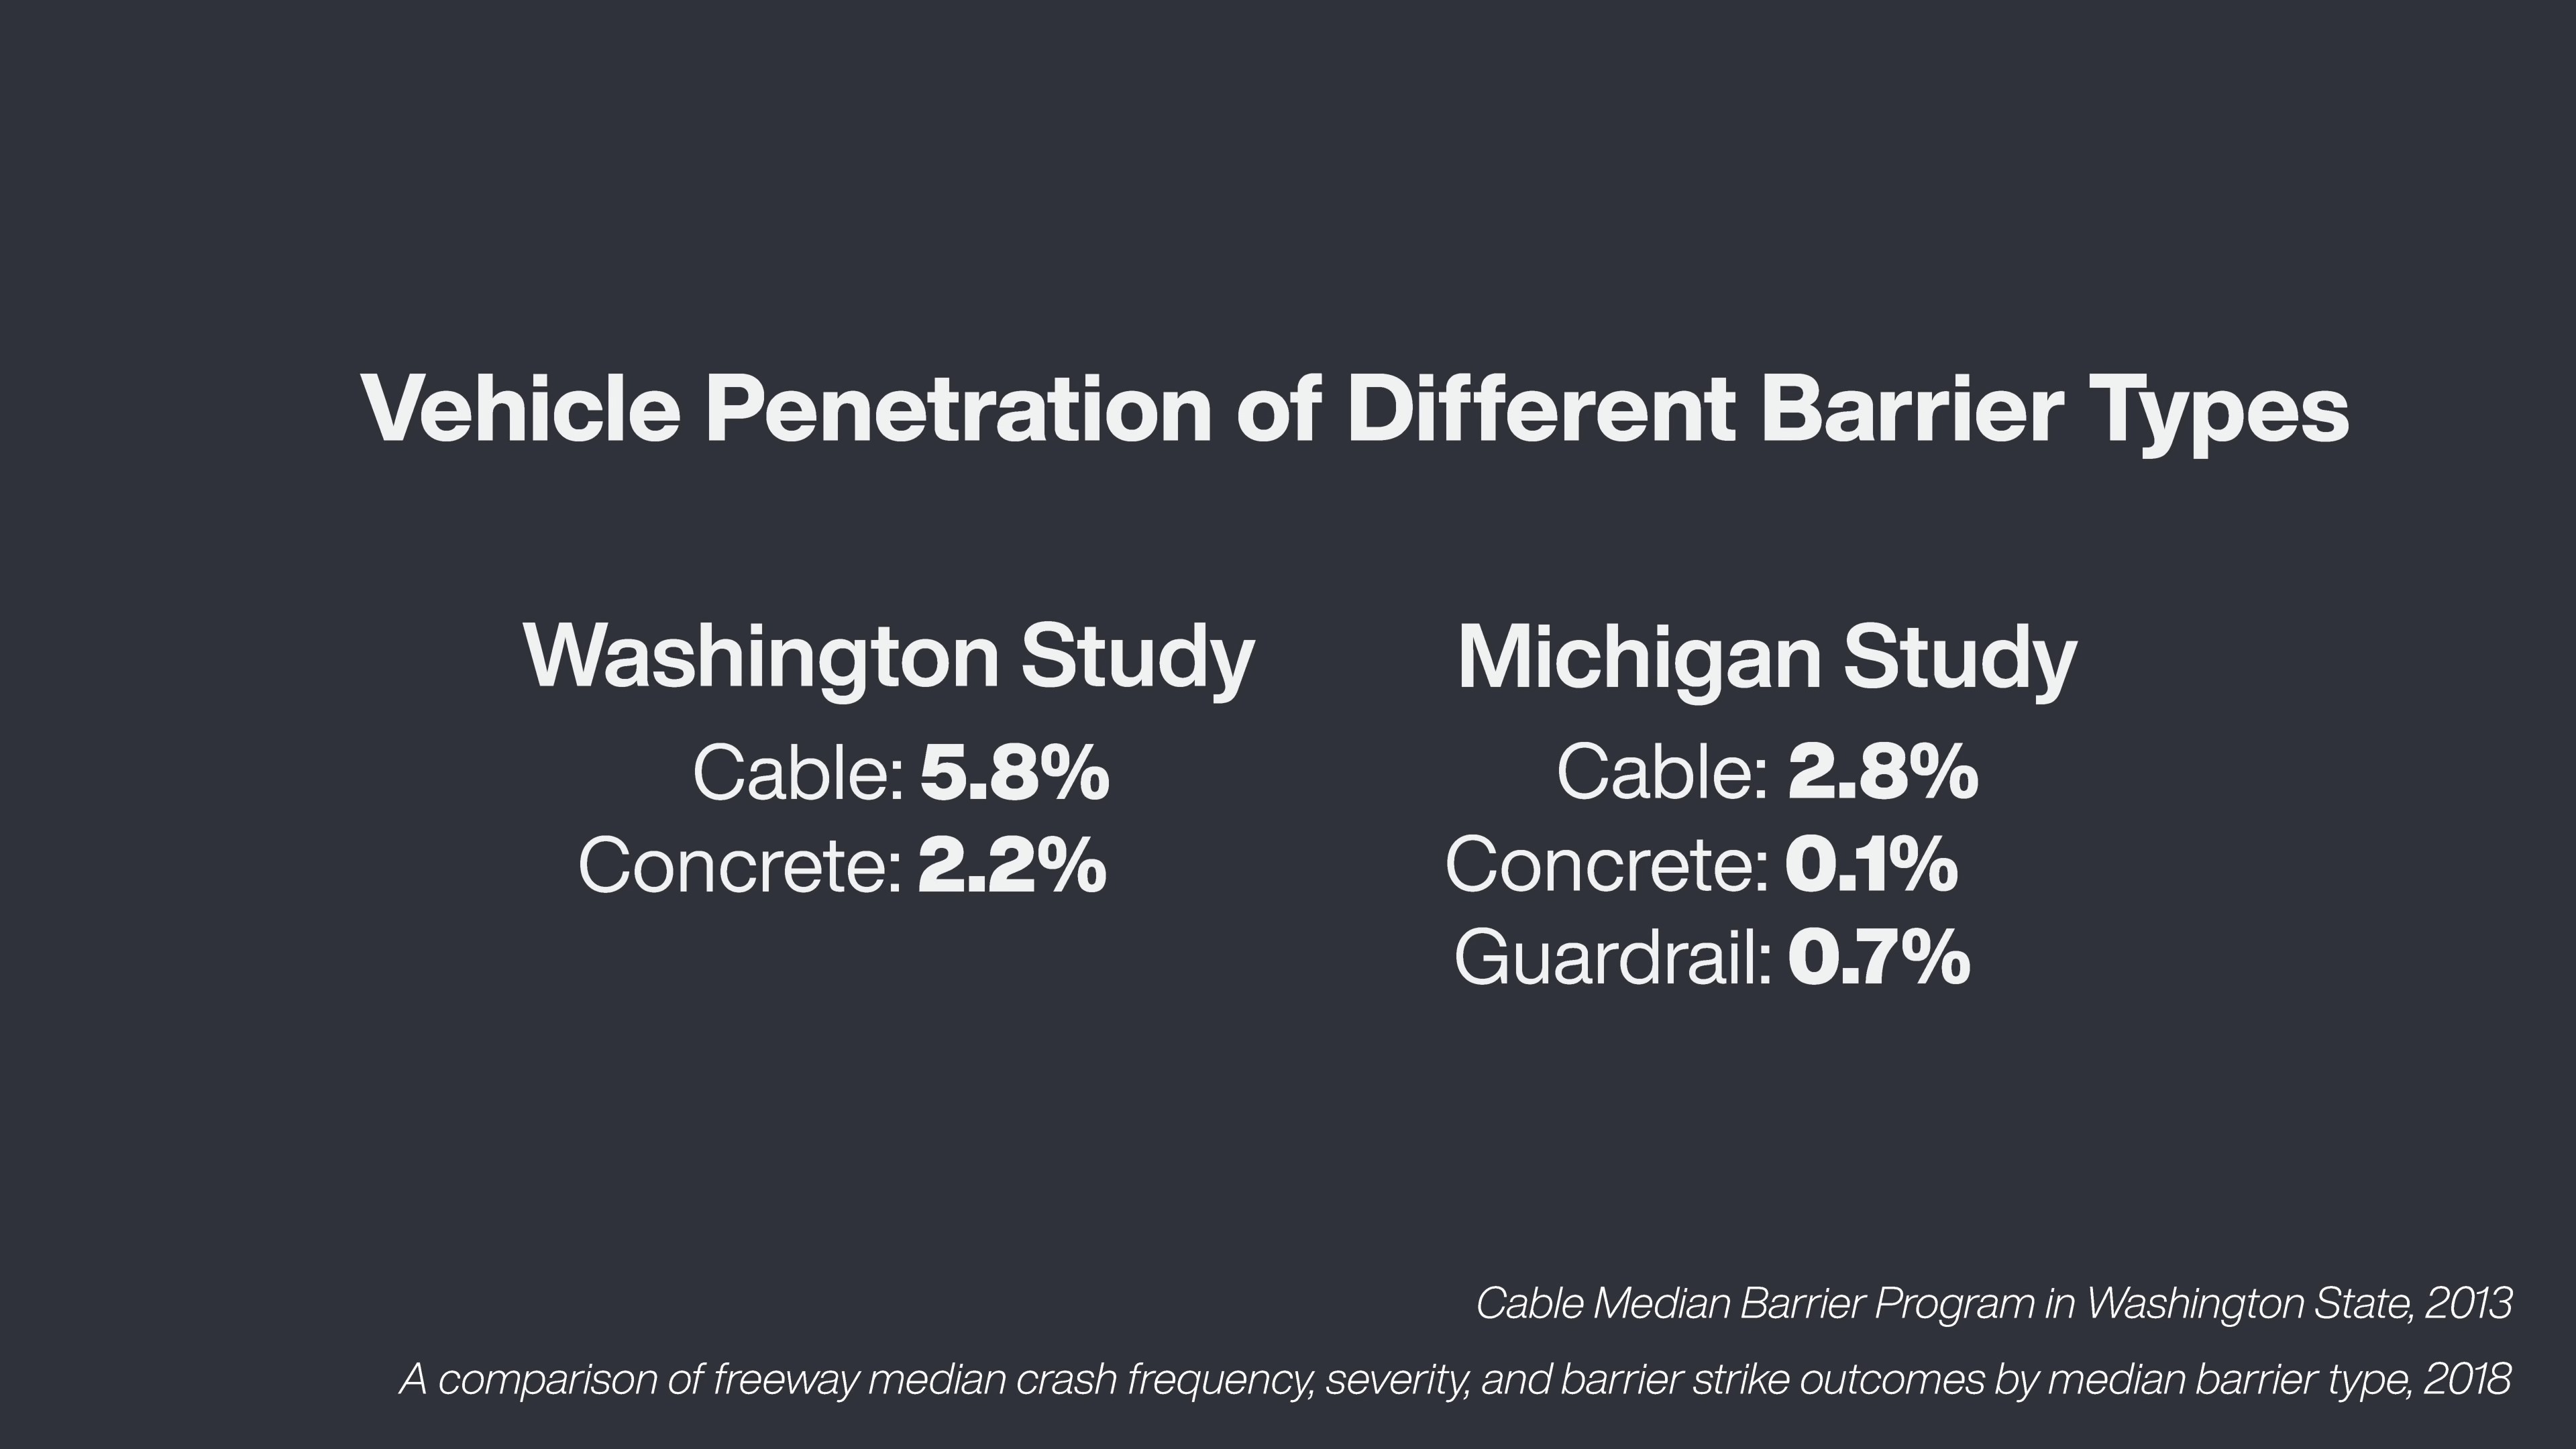 Vehicle Penetration of Different Barrier Types
Washington Study
Cable: 5.8%
Concrete: 2.2%
Michigan Study
Cable: 2.8%
Concrete: 0.1%
Guardrail: 0.7%
Cable Median Barrier Program in Washington State, 2013
A comparison of freeway median crash frequency, severity, and barrier strike outcomes by median barrier type, 2018